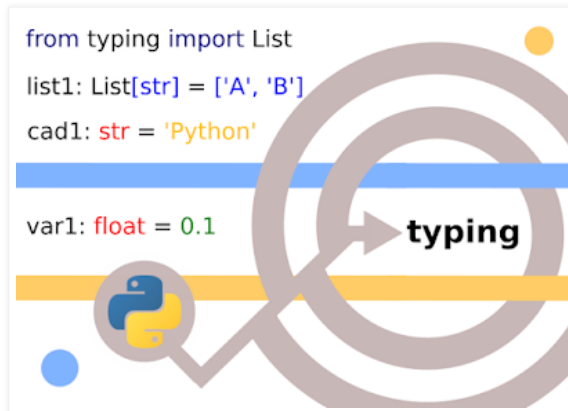 from typing import List
list1: List[str] = ['A', 'B']
cad1: str = 'Python'
var1: float = 0.1
typing